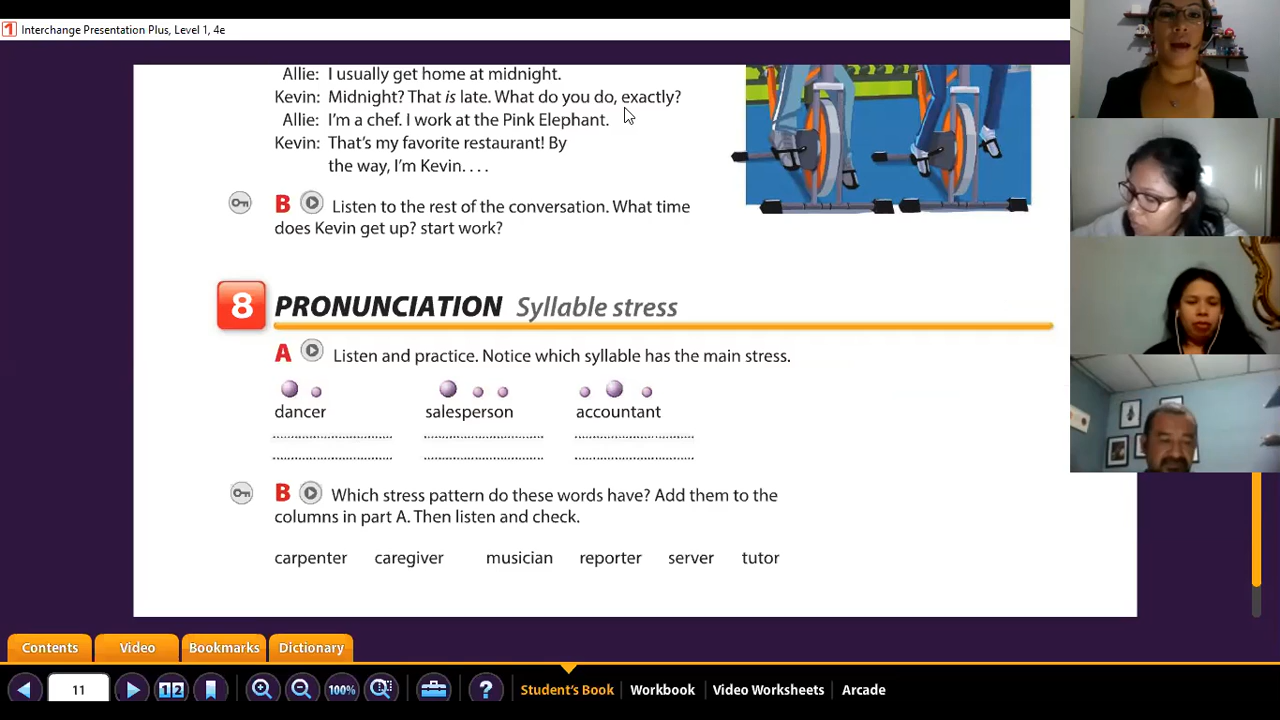 Interchange Presentation Plus, Level 1, 4e
Allie: I usually get home at midnight.
Kevin: Midnight? That is late. What do you do, exactly?
Allie: I'm a chef. I work at the Pink Elephant.
Kevin: That's my favorite restaurant! By
the way, I'm Kevin. . . .
B Listen to the rest of the conversation. What time
does Kevin get up? start work?
8 PRONUNCIATION Syllable stress
A Listen and practice. Notice which syllable has the main stress.
dancer salesperson accountant
B Which stress pattern do these words have? Add them to the
columns in part A. Then listen and check.
carpenter caregiver musician reporter server tutor
Contents Video Bookmarks Dictionary
11 1 2 100% ? Student's Book Workbook Video Worksheets Arcade